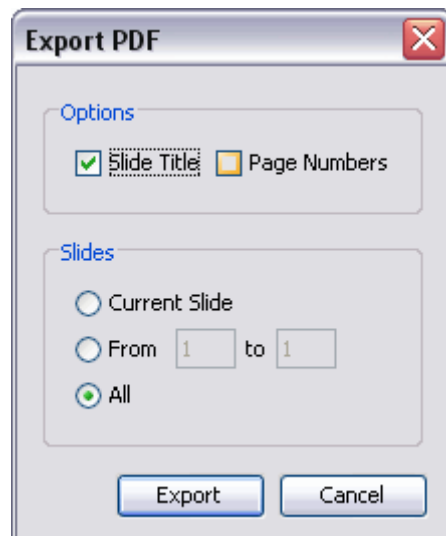 Export PDF
Options
Slide Title Page Numbers
Slides
Current Slide
From 1 to 1
All
Export Cancel